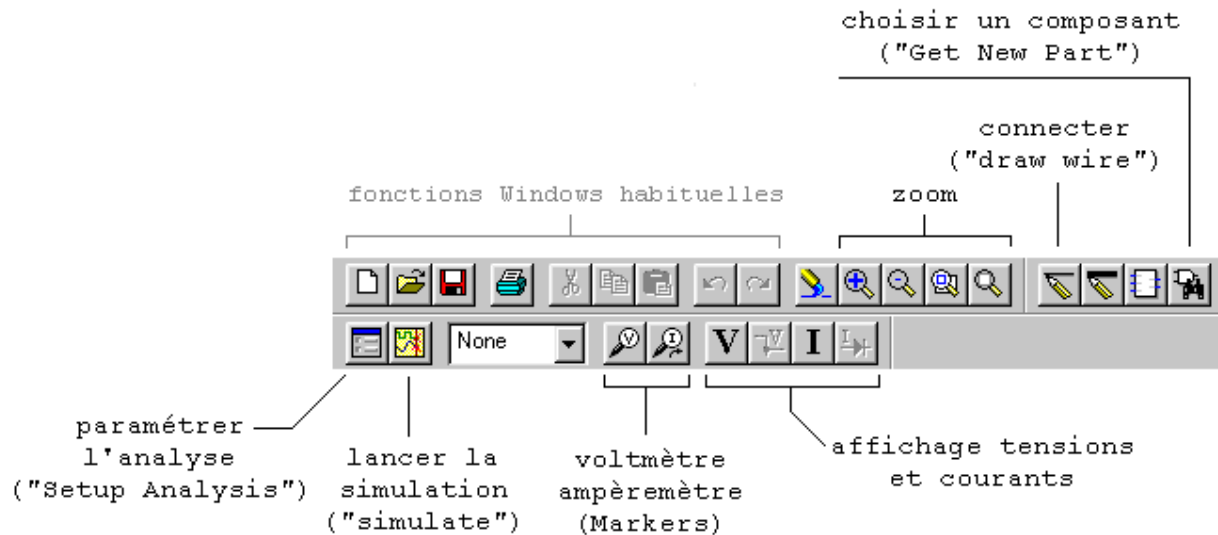 choisir un composant
("Get New Part")
connecter
("draw wire")
fonctions Windows habituelles
zoom
None
V
I
V
V
I
I
paramétrer
l'analyse
("Setup Analysis")
lancer la
simulation
("simulate")
voltmètre
ampèremètre
(Markers)
affichage tensions
et courants